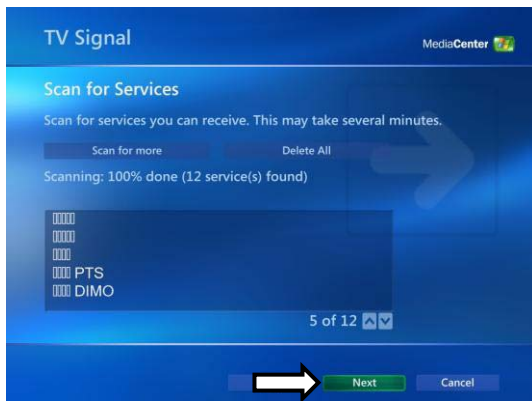 TV Signal
MediaCenter
Scan for Services
Scan for services you can receive. This may take several minutes.
Scan for more Delete All
Scanning: 100% done (12 service(s) found)
▯▯▯▯▯
▯▯▯▯▯
▯▯▯▯
▯▯▯▯ PTS
▯▯▯▯ DIMO
5 of 12
Next Cancel